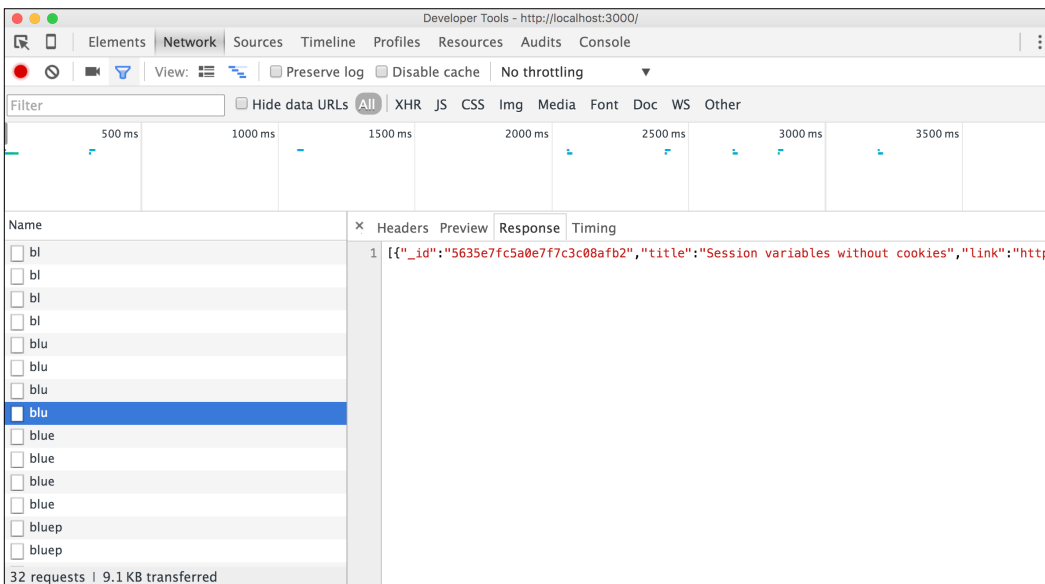 Developer Tools - http://localhost:3000/
Elements Network Sources Timeline Profiles Resources Audits Console
View: Preserve log Disable cache No throttling
Filter Hide data URLs All XHR JS CSS Img Media Font Doc WS Other
500 ms 1000 ms 1500 ms 2000 ms 2500 ms 3000 ms 3500 ms
Name
× Headers Preview Response Timing
1 [{"_id":"5635e7fc5a0e7f7c3c08afb2","title":"Session variables without cookies","link":"http
bl
bl
bl
bl
blu
blu
blu
blu
blue
blue
blue
blue
bluep
bluep
32 requests | 9.1 KB transferred